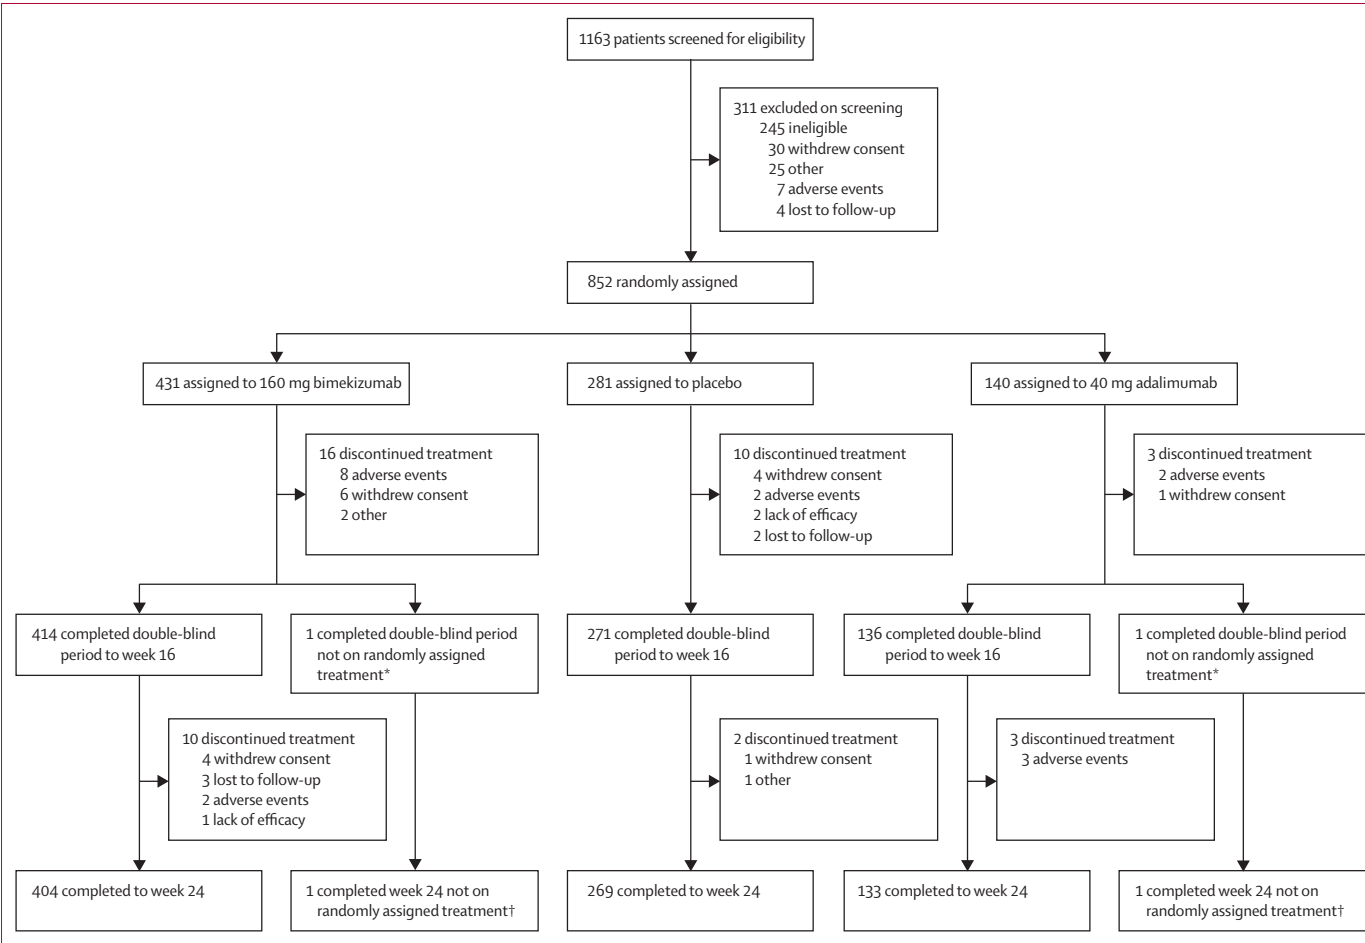 1163 patients screened for eligibility
311 excluded on screening
245 ineligible
30 withdrew consent
25 other
7 adverse events
4 lost to follow-up
852 randomly assigned
431 assigned to 160 mg bimekizumab
281 assigned to placebo
140 assigned to 40 mg adalimumab
16 discontinued treatment
8 adverse events
6 withdrew consent
2 other
10 discontinued treatment
4 withdrew consent
2 adverse events
2 lack of efficacy
2 lost to follow-up
3 discontinued treatment
2 adverse events
1 withdrew consent
414 completed double-blind
period to week 16
1 completed double-blind period
not on randomly assigned
treatment*
271 completed double-blind
period to week 16
136 completed double-blind
period to week 16
1 completed double-blind period
not on randomly assigned
treatment*
10 discontinued treatment
4 withdrew consent
3 lost to follow-up
2 adverse events
1 lack of efficacy
2 discontinued treatment
1 withdrew consent
1 other
3 discontinued treatment
3 adverse events
404 completed to week 24
1 completed week 24 not on
randomly assigned treatment†
269 completed to week 24
133 completed to week 24
1 completed week 24 not on
randomly assigned treatment†